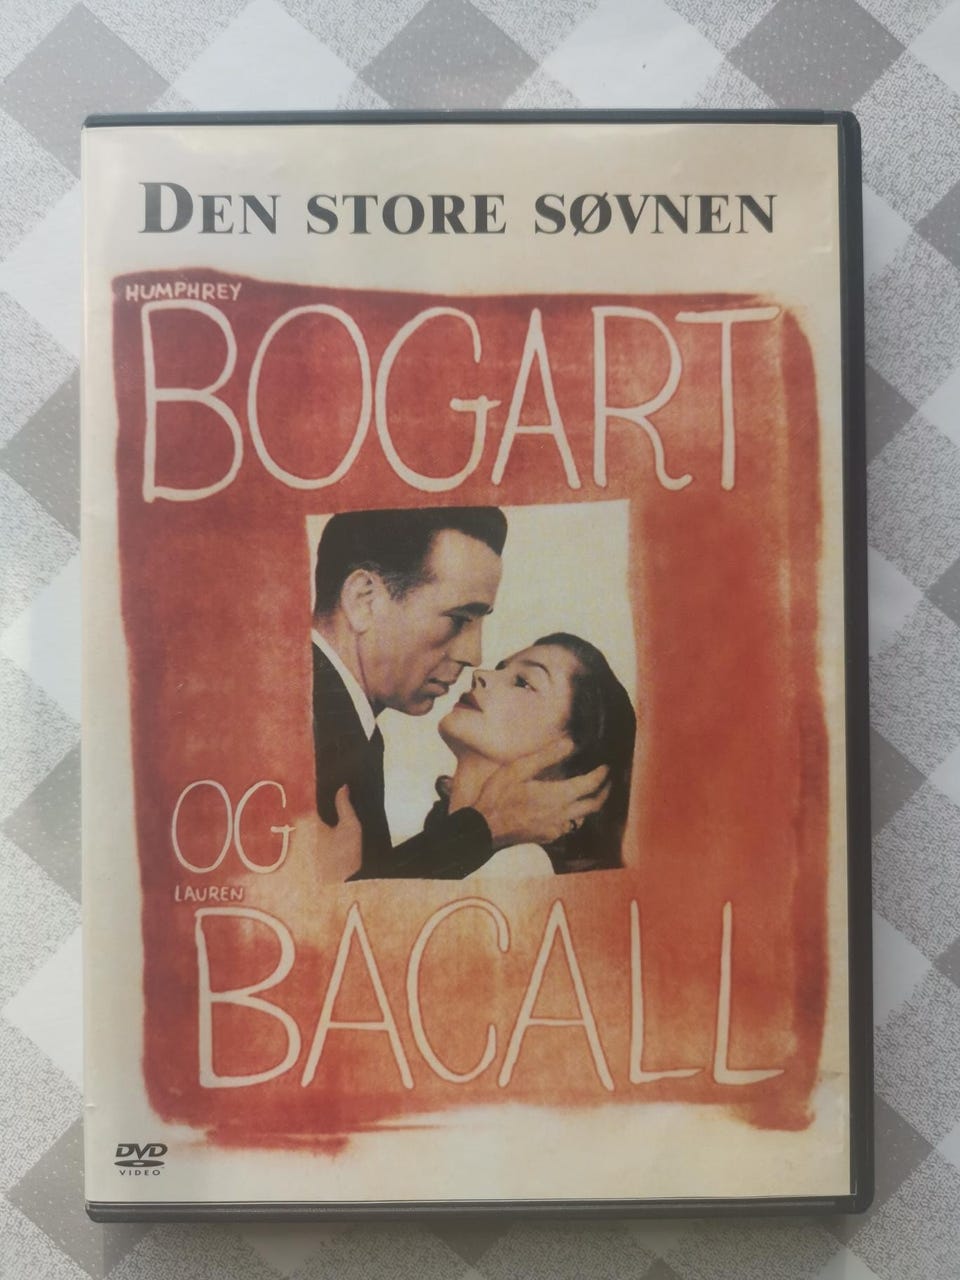 DEN STORE SØVNEN
HUMPHREY
BOGART
OG
LAUREN
BACALL
DVD
VIDEO